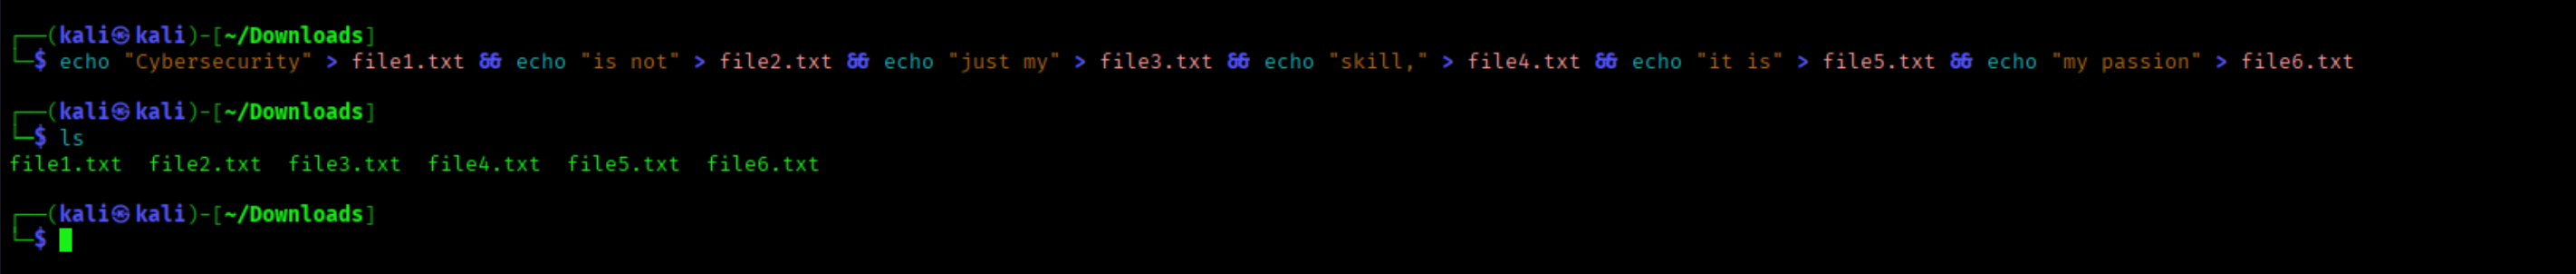 ┌──(kali㉿kali)-[~/Downloads]
└─$ echo "Cybersecurity" > file1.txt && echo "is not" > file2.txt && echo "just my" > file3.txt && echo "skill," > file4.txt && echo "it is" > file5.txt && echo "my passion" > file6.txt
┌──(kali㉿kali)-[~/Downloads]
└─$ ls
file1.txt  file2.txt  file3.txt  file4.txt  file5.txt  file6.txt
┌──(kali㉿kali)-[~/Downloads]
└─$